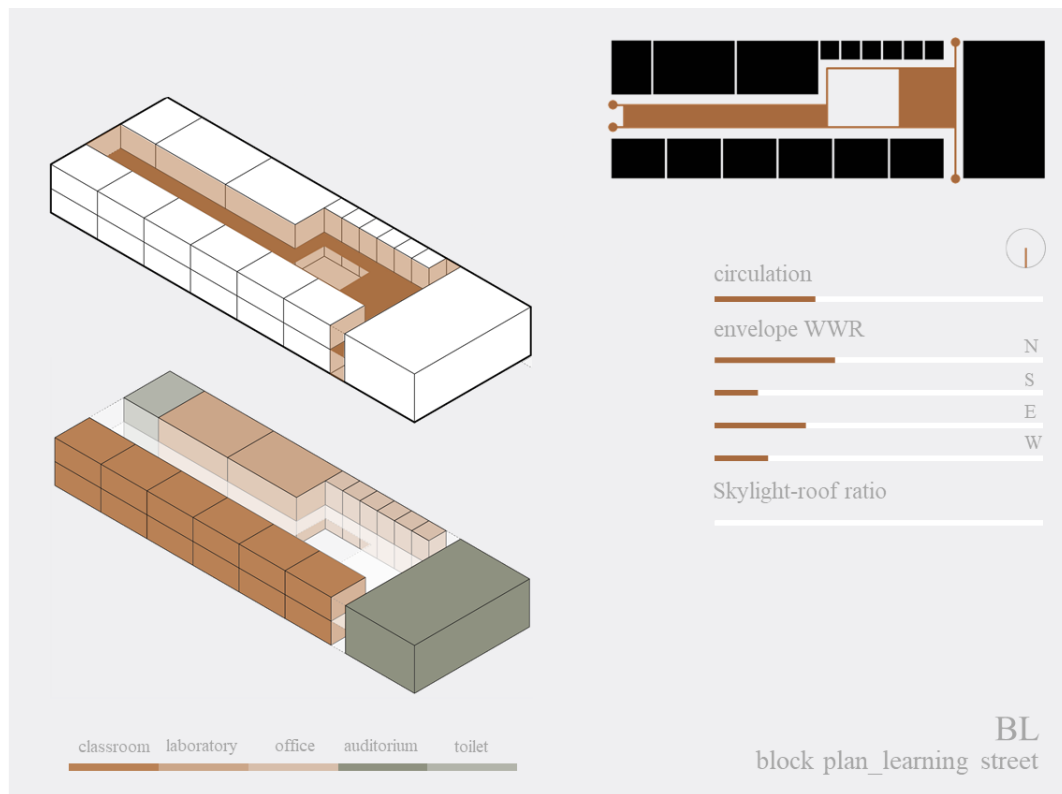 circulation
envelope WWR
N
S
E
W
Skylight-roof ratio
classroom laboratory office auditorium toilet
BL
block plan_learning street